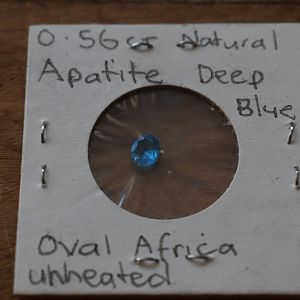 0.56ct Natural
Apatite Deep
Blue
Oval Africa
unheated